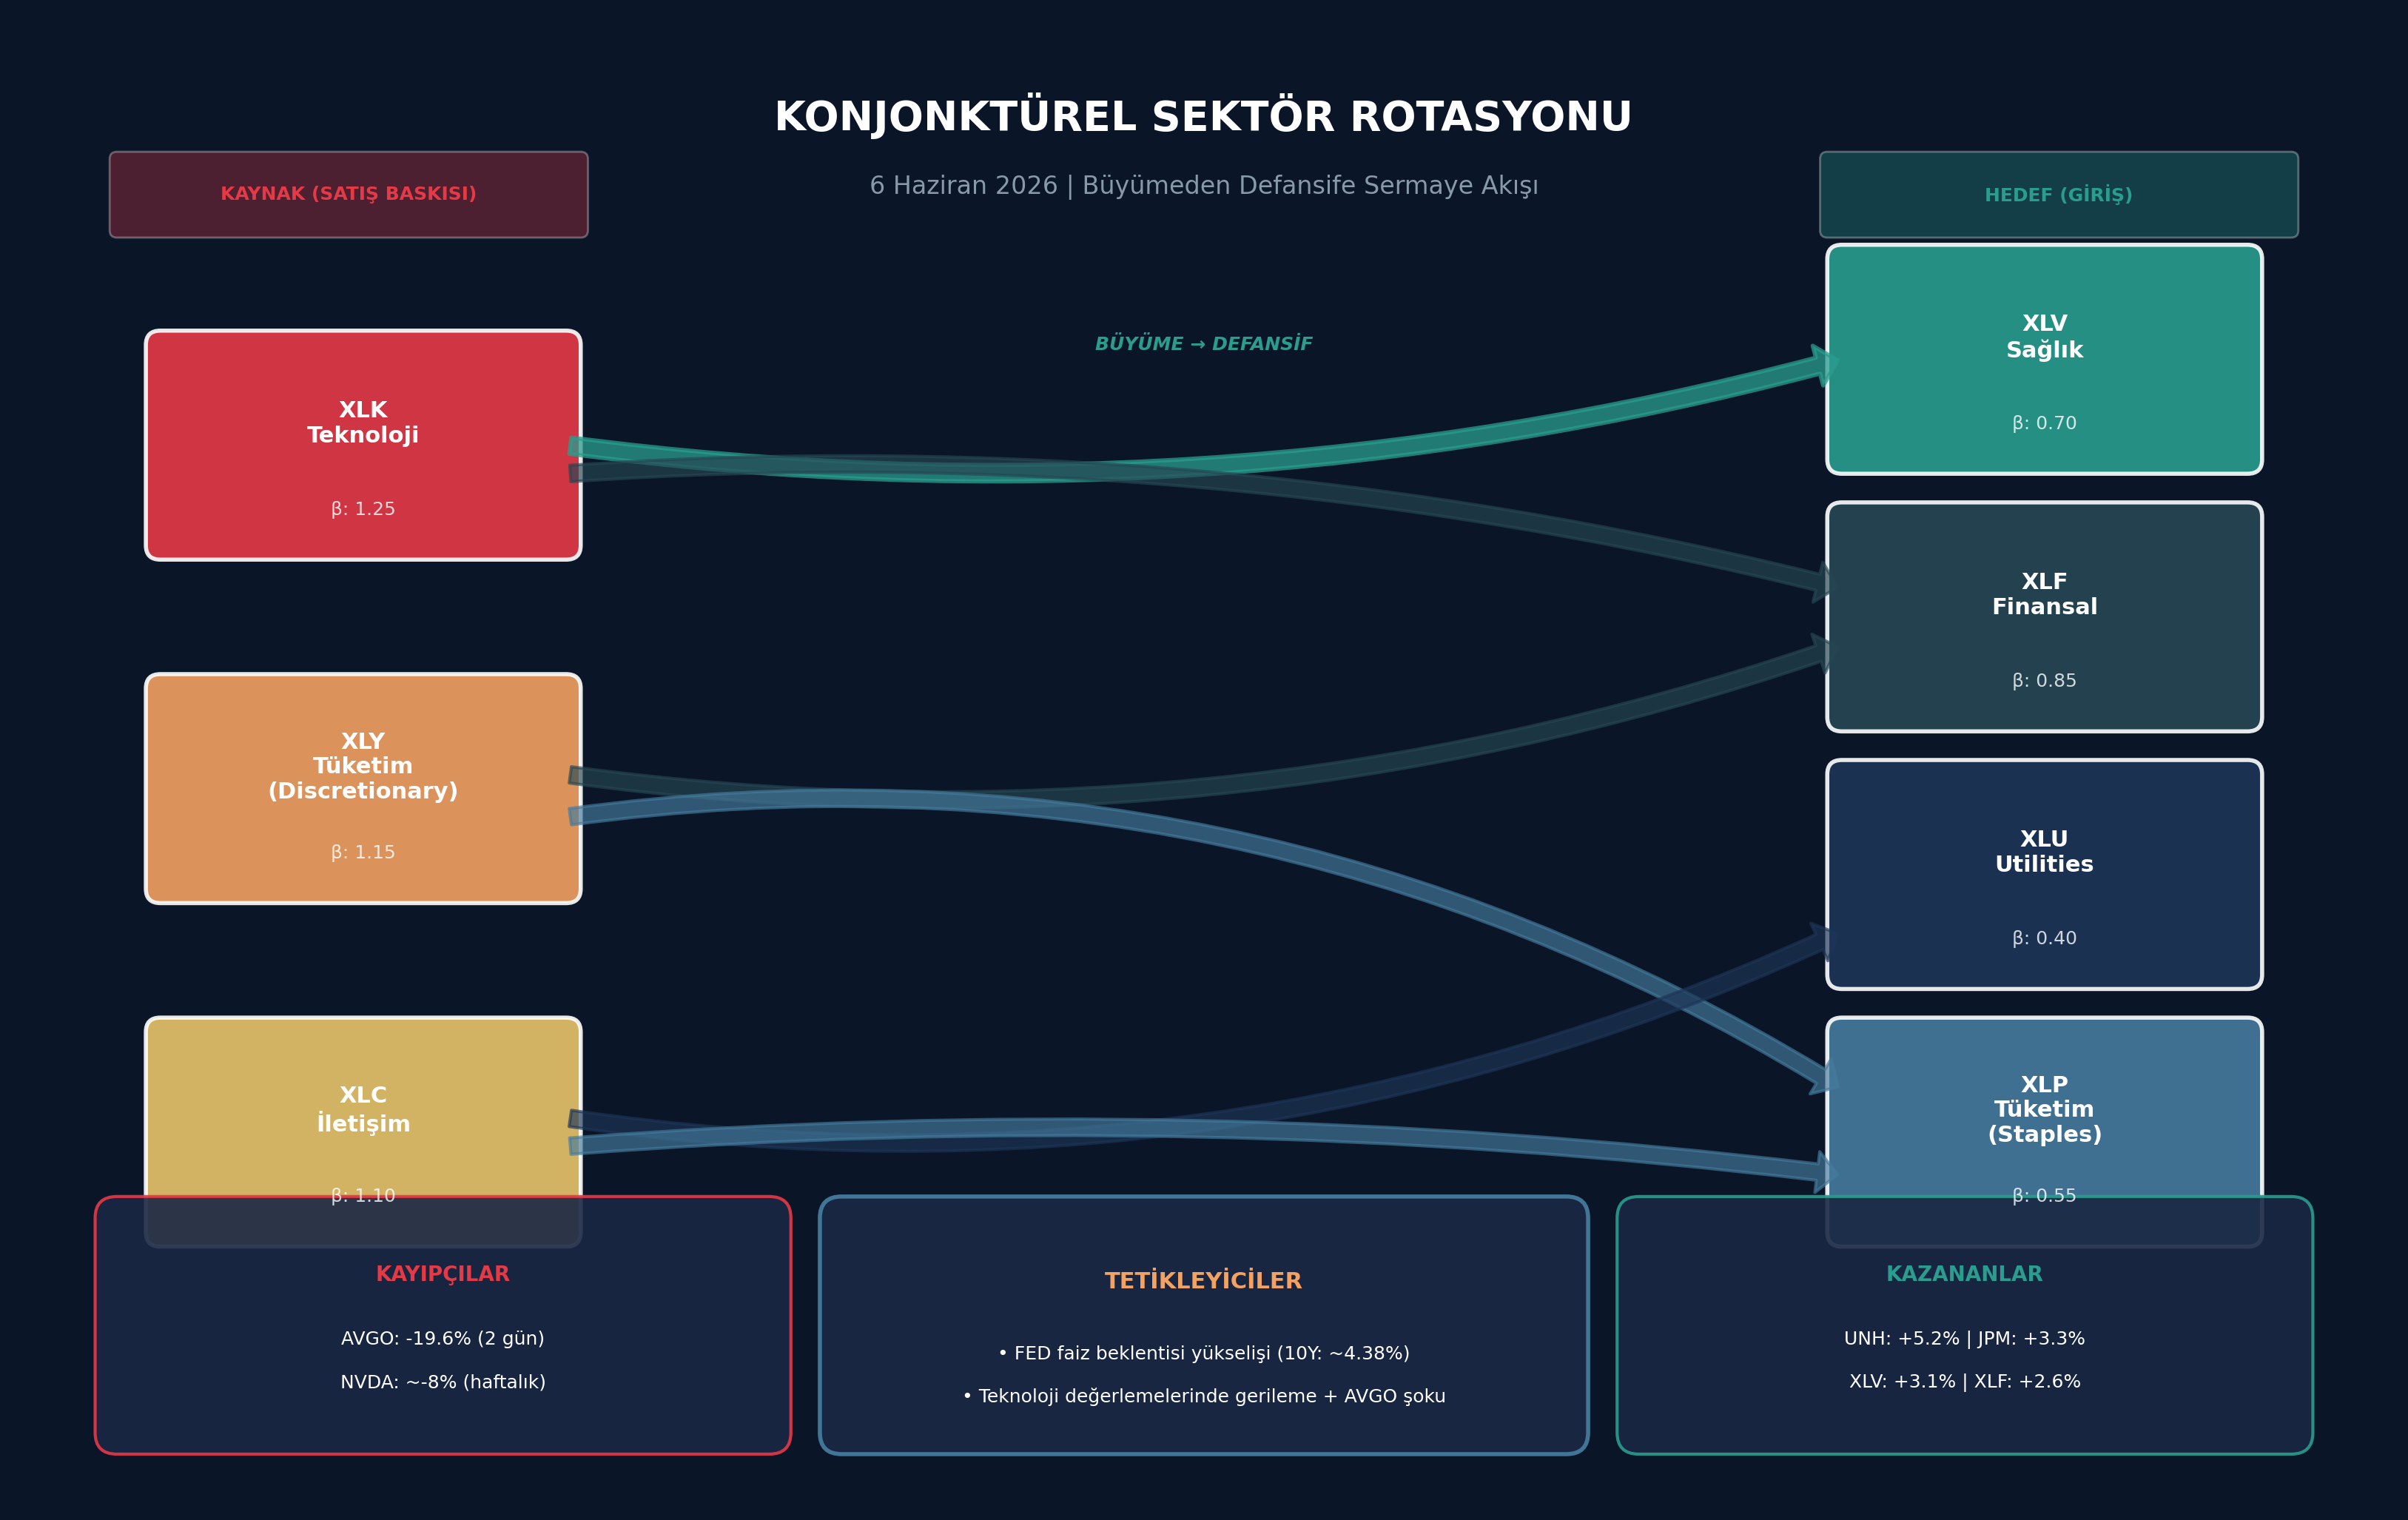 KONJONKTÜREL SEKTÖR ROTASYONU
6 Haziran 2026 | Büyümeden Defansife Sermaye Akışı
KAYNAK (SATIŞ BASKISI)
HEDEF (GİRİŞ)
BÜYÜME → DEFANSİF
XLK
Teknoloji
β: 1.25
XLY
Tüketim
(Discretionary)
β: 1.15
XLC
İletişim
β: 1.10
XLV
Sağlık
β: 0.70
XLF
Finansal
β: 0.85
XLU
Utilities
β: 0.40
XLP
Tüketim
(Staples)
β: 0.55
KAYIPÇILAR
AVGO: -19.6% (2 gün)
NVDA: ~-8% (haftalık)
TETİKLEYİCİLER
• FED faiz beklentisi yükselişi (10Y: ~4.38%)
• Teknoloji değerlemelerinde gerileme + AVGO şoku
KAZANANLAR
UNH: +5.2% | JPM: +3.3%
XLV: +3.1% | XLF: +2.6%